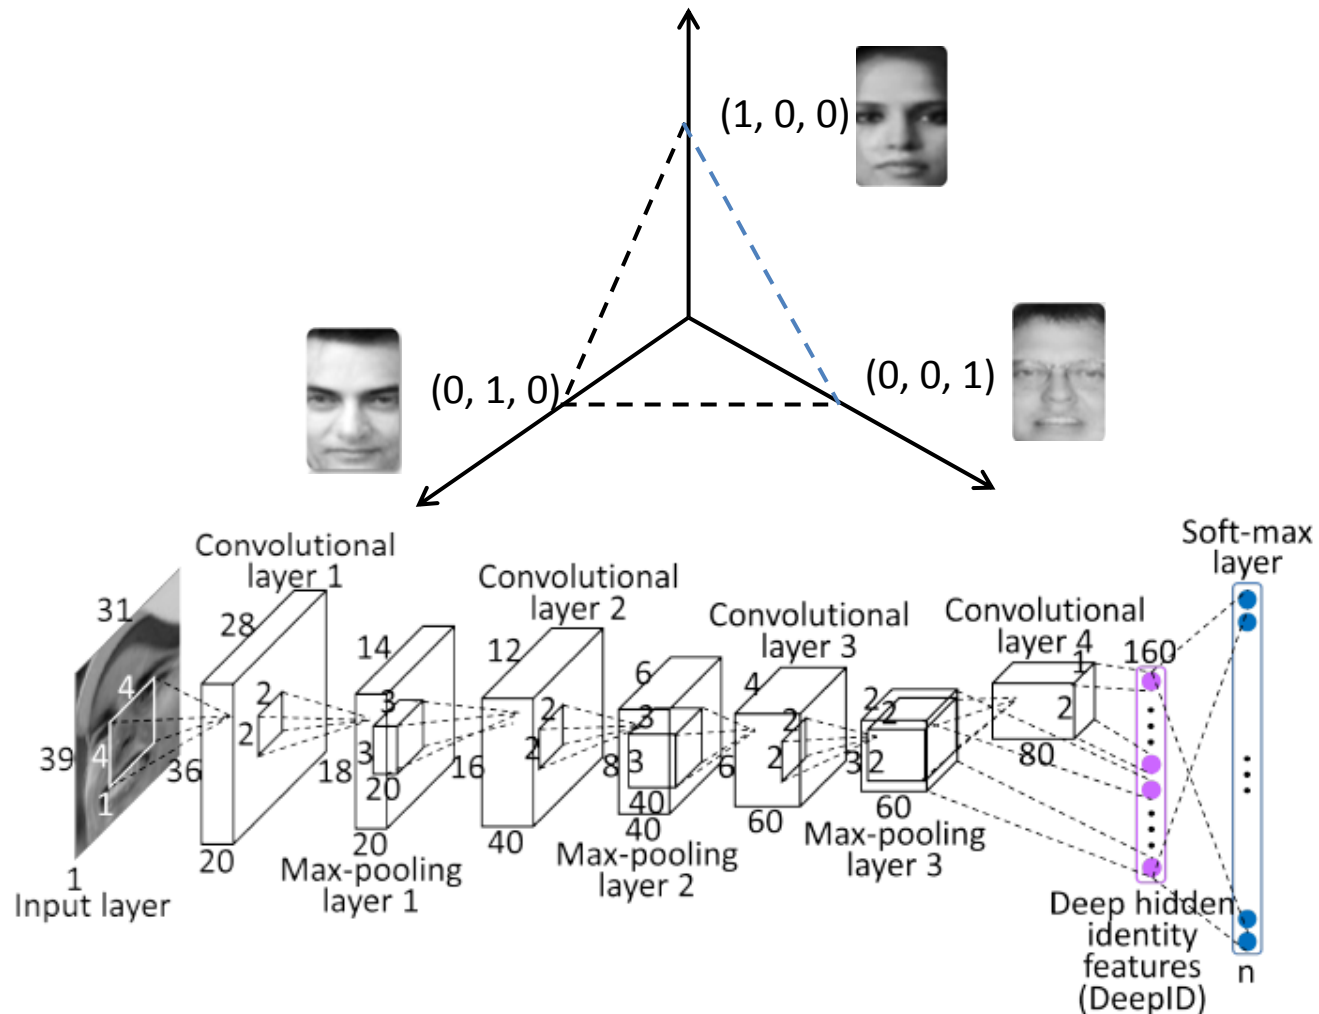 (1, 0, 0)
(0, 1, 0)
(0, 0, 1)
Convolutional
layer 1
Convolutional
layer 2
Convolutional
layer 3
Convolutional
layer 4
Soft-max
layer
31
4
4
1
39
1
Input layer
28
2
2
36
20
14
3
3
20
18
20
Max-pooling
layer 1
12
2
2
16
40
6
3
3
40
8
40
Max-pooling
layer 2
4
2
2
6
60
2
2
2
3
60
Max-pooling
layer 3
1
2
80
160
Deep hidden
identity
features
(DeepID)
n